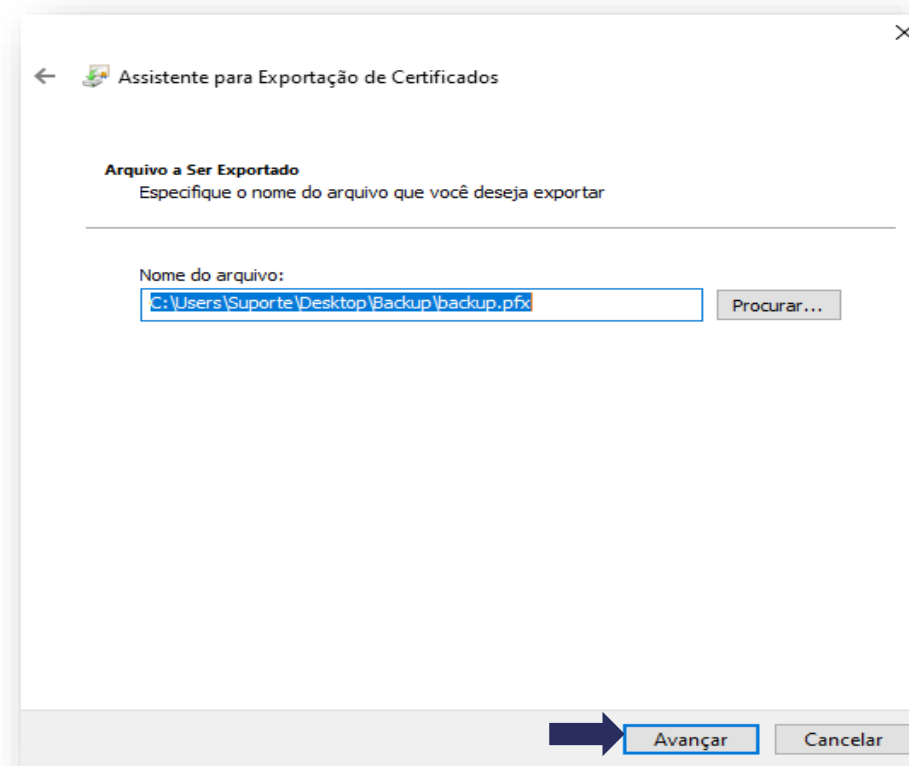 Assistente para Exportação de Certificados
Arquivo a Ser Exportado
Especifique o nome do arquivo que você deseja exportar
Nome do arquivo:
C:\Users\Suporte\Desktop\Backup\backup.pfx
Procurar...
Avançar
Cancelar